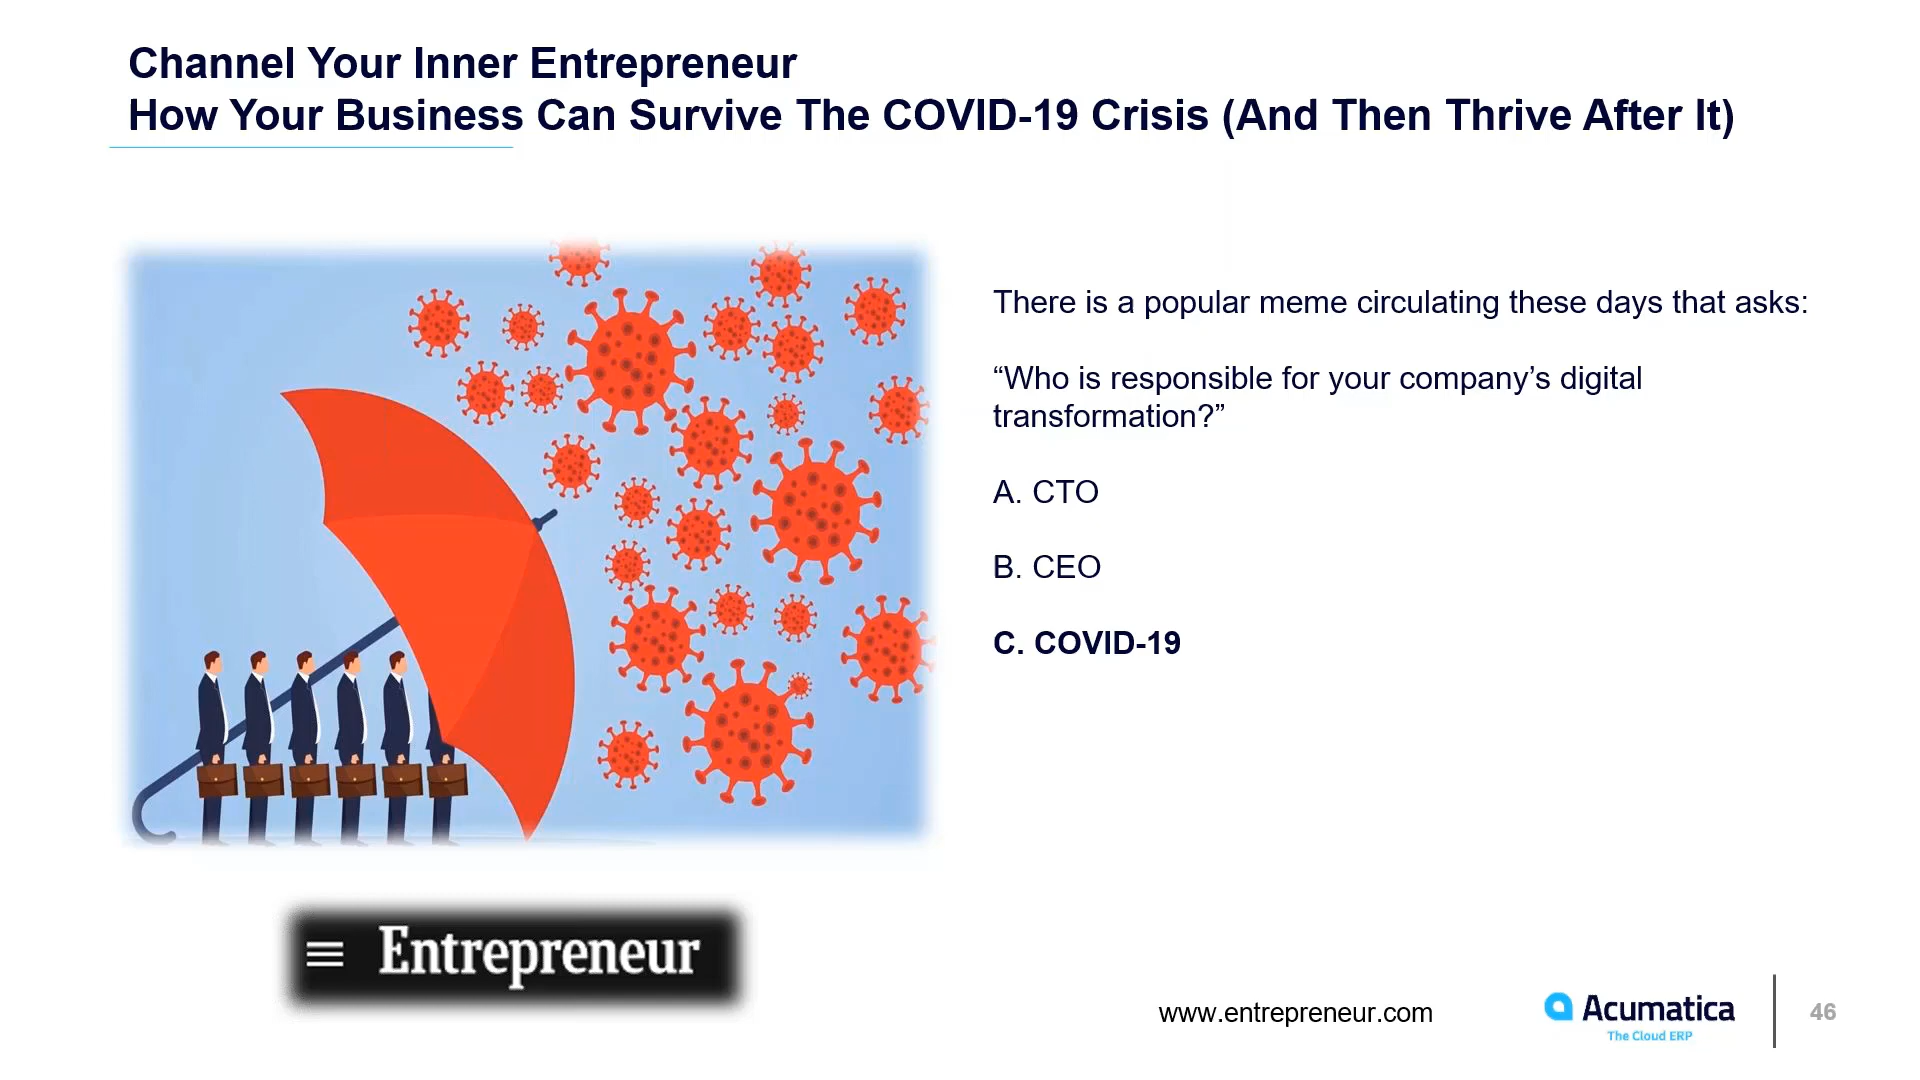 Channel Your Inner Entrepreneur
How Your Business Can Survive The COVID-19 Crisis (And Then Thrive After It)
There is a popular meme circulating these days that asks:
“Who is responsible for your company’s digital
transformation?”
A. CTO
B. CEO
C. COVID-19
Entrepreneur
www.entrepreneur.com
Acumatica
The Cloud ERP
46